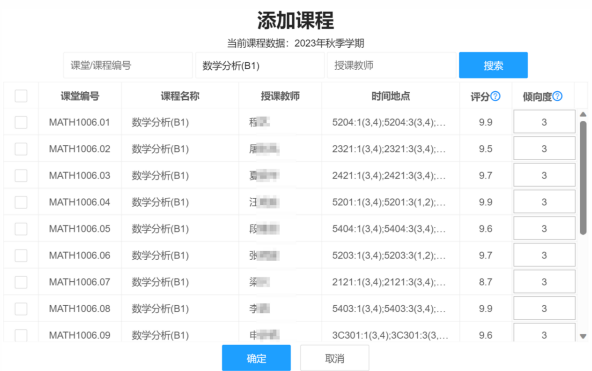 添加课程
当前课程数据：2023年秋季学期
课堂/课程编号 数学分析(B1) 授课教师 搜索
课堂编号 课程名称 授课教师 时间地点 评分? 倾向度?
MATH1006.01 数学分析(B1) 程 5204:1(3,4);5204:3(3,4);... 9.9 3
MATH1006.02 数学分析(B1) 2321:1(3,4);2321:3(3,4);... 9.5 3
MATH1006.03 数学分析(B1) 夏 2421:1(3,4);2421:3(3,4);... 9.7 3
MATH1006.04 数学分析(B1) 汪 5201:1(3,4);5201:3(1,2);... 9.9 3
MATH1006.05 数学分析(B1) 段 5404:1(3,4);5404:3(3,4);... 9.6 3
MATH1006.06 数学分析(B1) 张 5203:1(3,4);5203:3(1,2);... 9.7 3
MATH1006.07 数学分析(B1) 梁 2121:1(3,4);2121:3(3,4);... 8.7 3
MATH1006.08 数学分析(B1) 李 5403:1(3,4);5403:3(3,4);... 9.9 3
MATH1006.09 数学分析(B1) 申 3C301:1(3,4);3C301:3(3,... 9.6 3
确定 取消